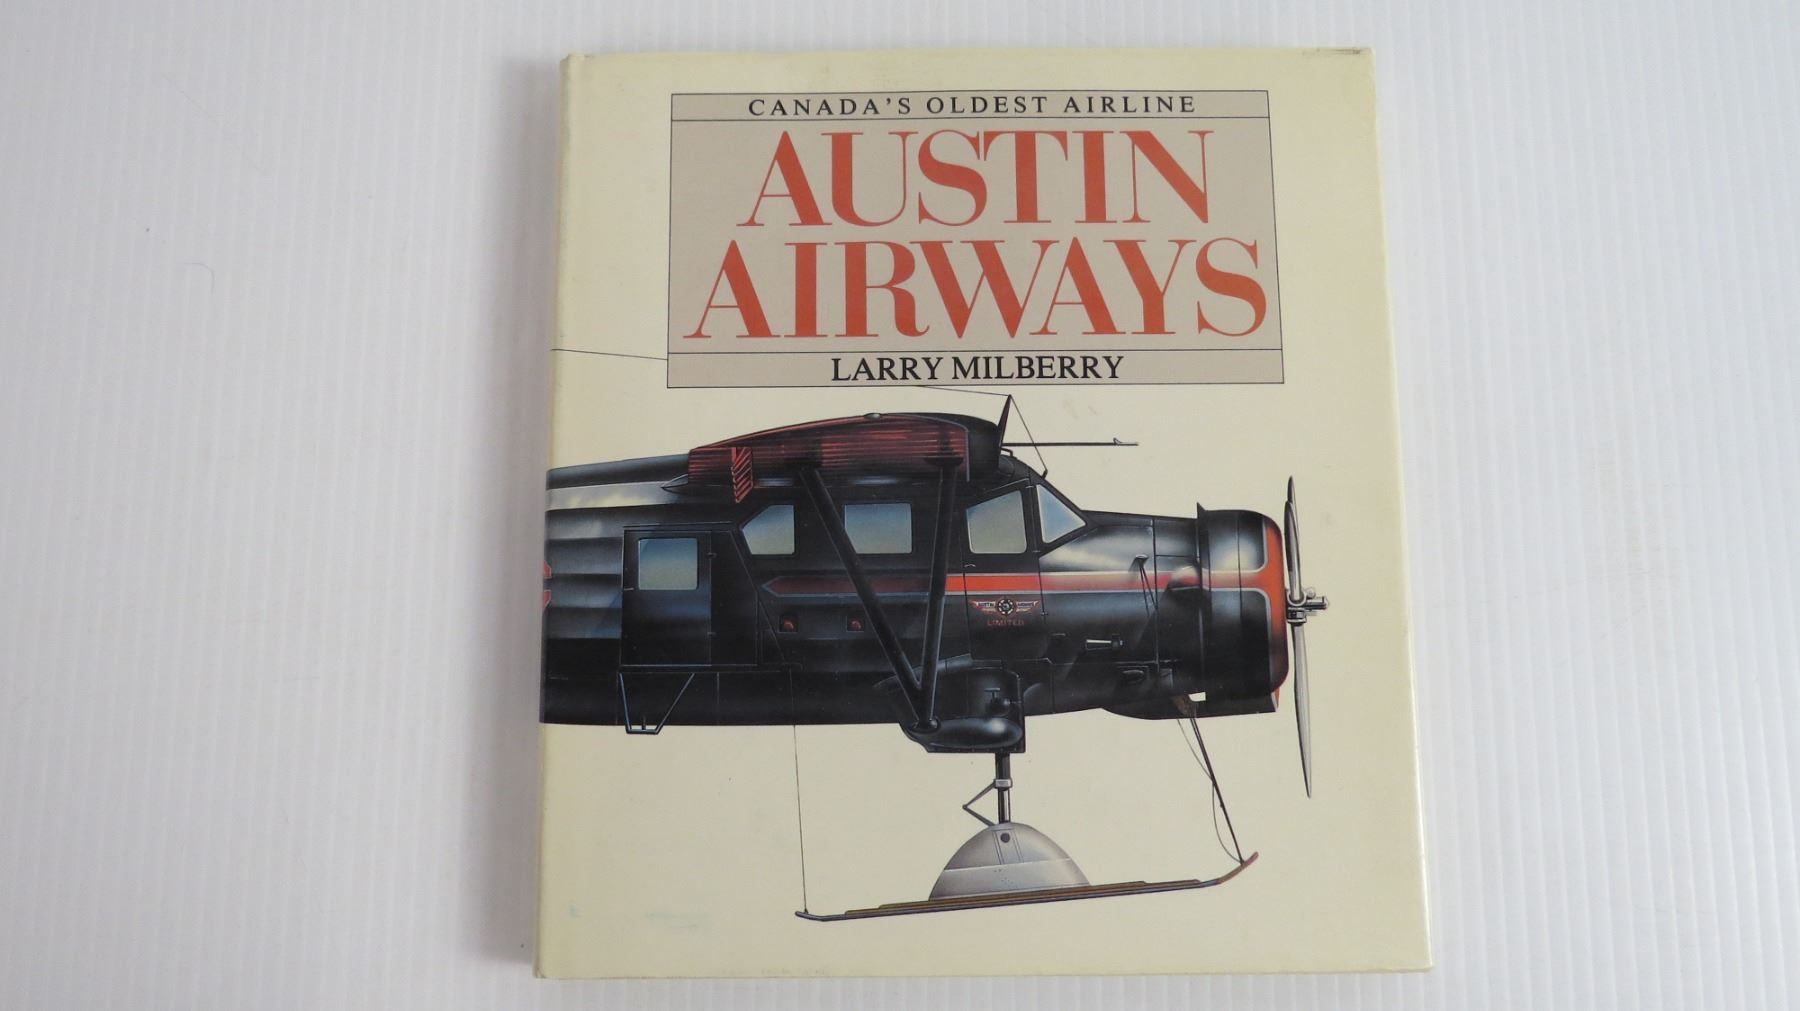 CANADA'S OLDEST AIRLINE
AUSTIN
AIRWAYS
LARRY MILBERRY
LIMITED